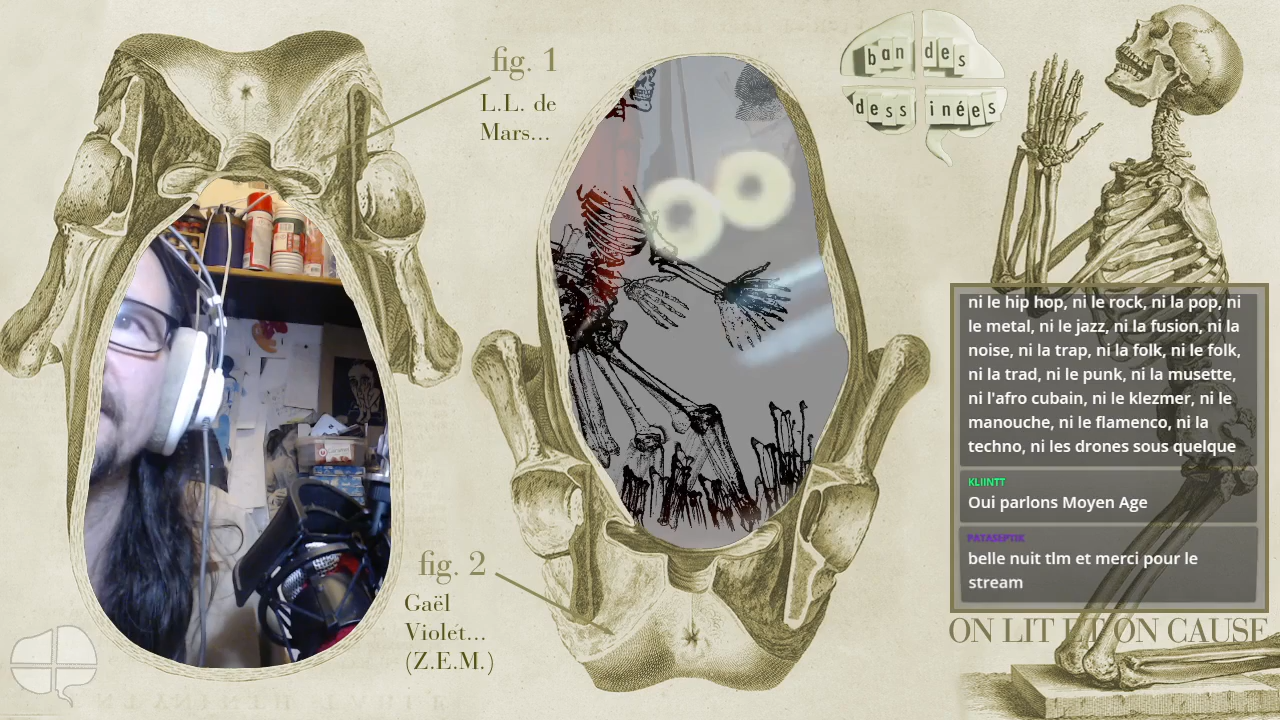 fig. 1
L.L. de
Mars...
ban des
dess inées
ni le hip hop, ni le rock, ni la pop, ni
le metal, ni le jazz, ni la fusion, ni la
noise, ni la trap, ni la folk, ni le folk,
ni la trad, ni le punk, ni la musette,
ni l'afro cubain, ni le klezmer, ni le
manouche, ni le flamenco, ni la
techno, ni les drones sous quelque
KLIINTT
Oui parlons Moyen Age
PATASEPTIK
belle nuit tlm et merci pour le
stream
fig. 2
Gaël
Violet...
(Z.E.M.)
ON LIT ET ON CAUSE